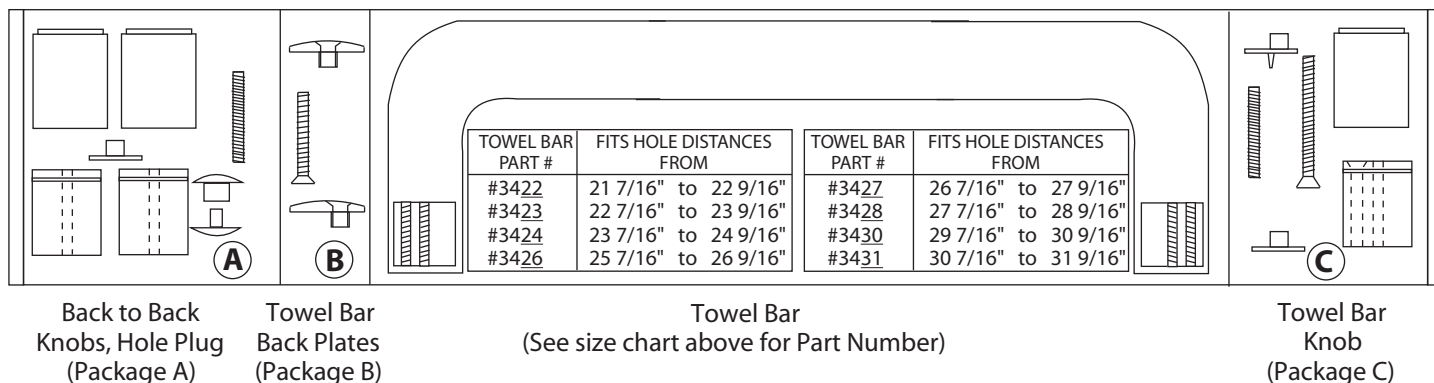 TOWEL BAR PART # FITS HOLE DISTANCES FROM
#3422 21 7/16" to 22 9/16"
#3423 22 7/16" to 23 9/16"
#3424 23 7/16" to 24 9/16"
#3426 25 7/16" to 26 9/16"
TOWEL BAR PART # FITS HOLE DISTANCES FROM
#3427 26 7/16" to 27 9/16"
#3428 27 7/16" to 28 9/16"
#3430 29 7/16" to 30 9/16"
#3431 30 7/16" to 31 9/16"
A
B
C
Back to Back
Knobs, Hole Plug
(Package A)
Towel Bar
Back Plates
(Package B)
Towel Bar
(See size chart above for Part Number)
Towel Bar
Knob
(Package C)